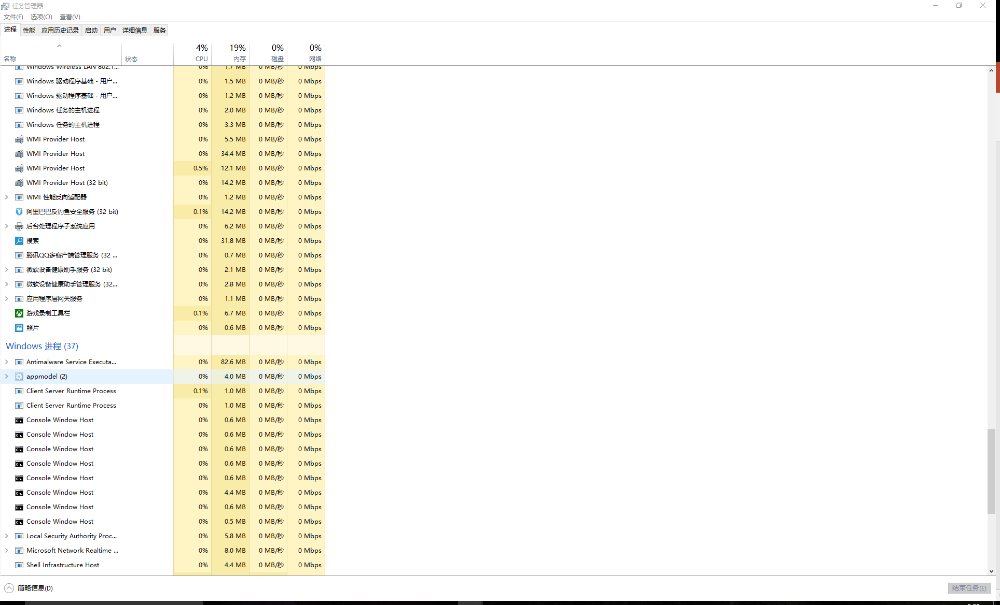 任务管理器
文件(F) 选项(O) 查看(V)
进程 性能 应用历史记录 启动 用户 详细信息 服务
4% 19% 0% 0%
名称 状态 CPU 内存 磁盘 网络
Windows Wireless LAN 802.1... 0% 1.7 MB 0 MB/秒 0 Mbps
Windows 驱动程序基础 - 用户... 0% 1.5 MB 0 MB/秒 0 Mbps
Windows 驱动程序基础 - 用户... 0% 1.2 MB 0 MB/秒 0 Mbps
Windows 任务的主机进程 0% 2.0 MB 0 MB/秒 0 Mbps
Windows 任务的主机进程 0% 3.3 MB 0 MB/秒 0 Mbps
WMI Provider Host 0% 5.5 MB 0 MB/秒 0 Mbps
WMI Provider Host 0% 34.4 MB 0 MB/秒 0 Mbps
WMI Provider Host 0.5% 12.1 MB 0 MB/秒 0 Mbps
WMI Provider Host (32 bit) 0% 14.2 MB 0 MB/秒 0 Mbps
WMI 性能反向适配器 0% 1.2 MB 0 MB/秒 0 Mbps
阿里巴巴反钓鱼安全服务 (32 bit) 0.1% 14.2 MB 0 MB/秒 0 Mbps
后台处理程序子系统应用 0% 6.2 MB 0 MB/秒 0 Mbps
搜索 0% 31.8 MB 0 MB/秒 0 Mbps
腾讯QQ多客户端管理服务 (32 ... 0% 0.7 MB 0 MB/秒 0 Mbps
微软设备健康助手服务 (32 bit) 0% 2.1 MB 0 MB/秒 0 Mbps
微软设备健康助手管理服务 (32... 0% 2.8 MB 0 MB/秒 0 Mbps
应用程序层网关服务 0% 1.1 MB 0 MB/秒 0 Mbps
游戏录制工具栏 0.1% 6.7 MB 0 MB/秒 0 Mbps
照片 0% 0.6 MB 0 MB/秒 0 Mbps
Windows 进程 (37)
Antimalware Service Executa... 0% 82.6 MB 0 MB/秒 0 Mbps
appmodel (2) 0% 4.0 MB 0 MB/秒 0 Mbps
Client Server Runtime Process 0.1% 1.0 MB 0 MB/秒 0 Mbps
Client Server Runtime Process 0% 1.0 MB 0 MB/秒 0 Mbps
Console Window Host 0% 0.6 MB 0 MB/秒 0 Mbps
Console Window Host 0% 0.6 MB 0 MB/秒 0 Mbps
Console Window Host 0% 0.6 MB 0 MB/秒 0 Mbps
Console Window Host 0% 0.6 MB 0 MB/秒 0 Mbps
Console Window Host 0% 0.6 MB 0 MB/秒 0 Mbps
Console Window Host 0% 4.4 MB 0 MB/秒 0 Mbps
Console Window Host 0% 0.6 MB 0 MB/秒 0 Mbps
Console Window Host 0% 0.5 MB 0 MB/秒 0 Mbps
Local Security Authority Proc... 0% 5.8 MB 0 MB/秒 0 Mbps
Microsoft Network Realtime ... 0% 8.0 MB 0 MB/秒 0 Mbps
Shell Infrastructure Host 0% 4.4 MB 0 MB/秒 0 Mbps
简略信息(D) 结束任务(E)